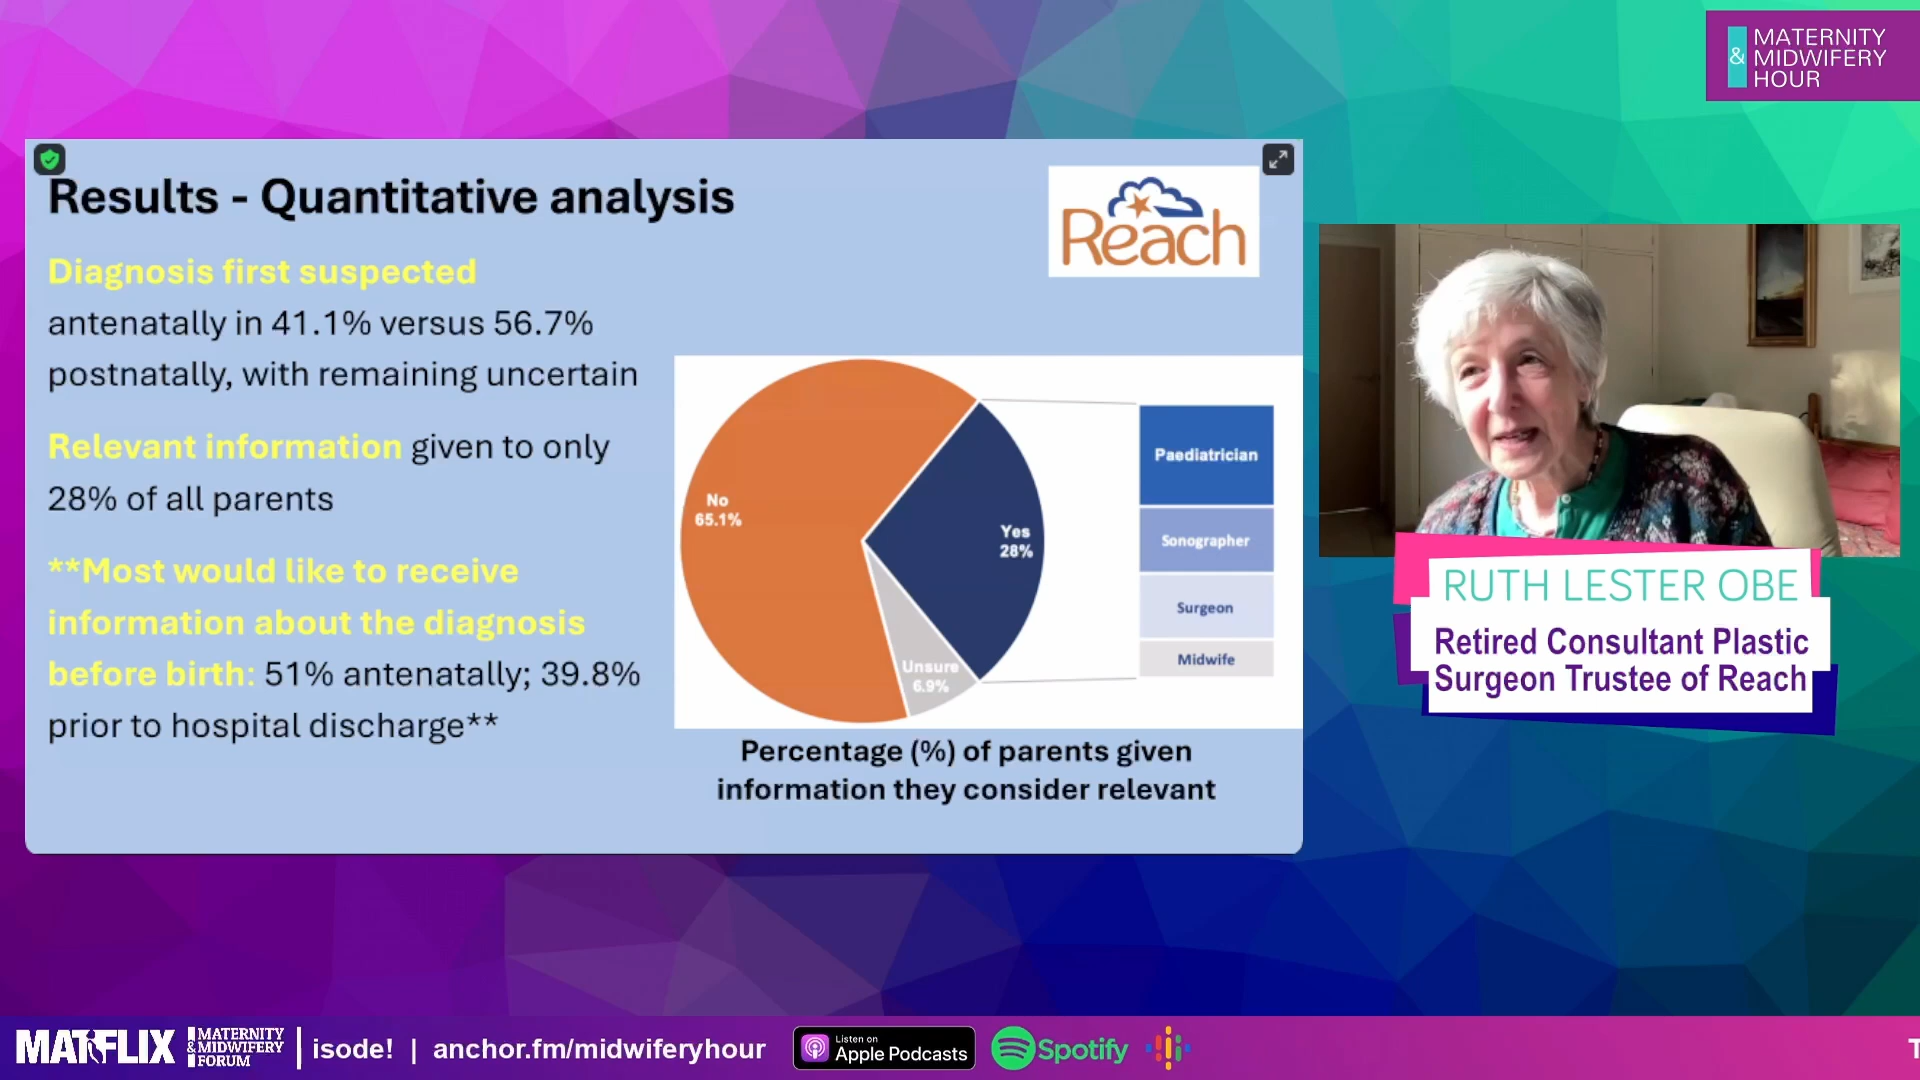 MATERNITY
& MIDWIFERY
HOUR
Results - Quantitative analysis
Reach
Diagnosis first suspected
antenatally in 41.1% versus 56.7%
postnatally, with remaining uncertain
Relevant information given to only
28% of all parents
**Most would like to receive
information about the diagnosis
before birth: 51% antenatally; 39.8%
prior to hospital discharge**
No
65.1%
Yes
28%
Unsure
6.9%
Paediatrician
Sonographer
Surgeon
Midwife
Percentage (%) of parents given
information they consider relevant
RUTH LESTER OBE
Retired Consultant Plastic
Surgeon Trustee of Reach
MATFLIX
MATERNITY
& MIDWIFERY
FORUM
isode! | anchor.fm/midwiferyhour
Listen on
Apple Podcasts
Spotify
T